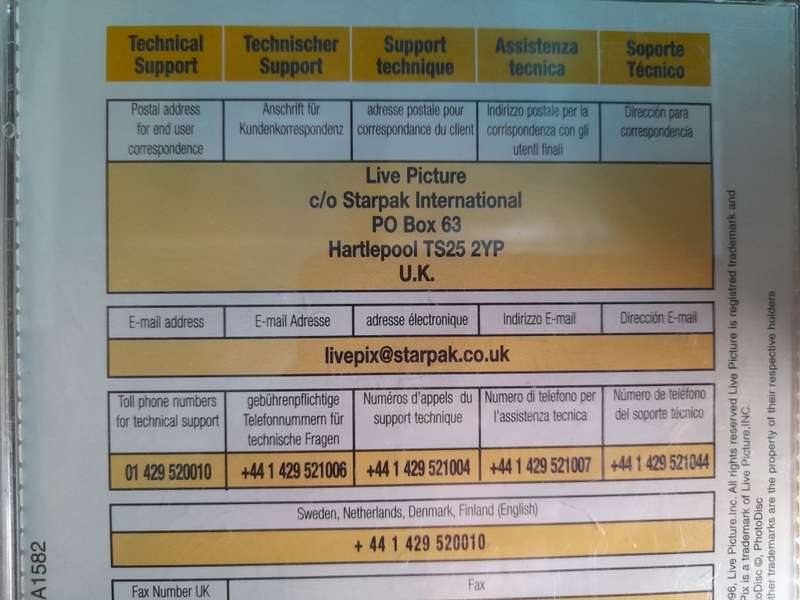 Technical Support
Technischer Support
Support technique
Assistenza tecnica
Soporte Técnico
Postal address for end user correspondence
Anschrift für Kundenkorrespondenz
adresse postale pour correspondance du client
Indirizzo postale per la corrispondenza con gli utenti finali
Dirección para correspondencia
Live Picture
c/o Starpak International
PO Box 63
Hartlepool TS25 2YP
U.K.
E-mail address
E-mail Adresse
adresse électronique
Indirizzo E-mail
Dirección E-mail
livepix@starpak.co.uk
Toll phone numbers for technical support
gebührenpflichtige Telefonnummern für technische Fragen
Numéros d'appels du support technique
Numero di telefono per l'assistenza tecnica
Número de teléfono del soporte técnico
01 429 520010
+44 1 429 521006
+44 1 429 521004
+44 1 429 521007
+44 1 429 521044
Sweden, Netherlands, Denmark, Finland (English)
+ 44 1 429 520010
Fax Number UK
Fax
A1582
96, Live Picture.Inc. All rights reserved Live Picture is registred trademark and
Pix is a trademark of Live Picture,INC.
toDisc ©, PhotoDisc
ther trademarks are the property of their respective holders